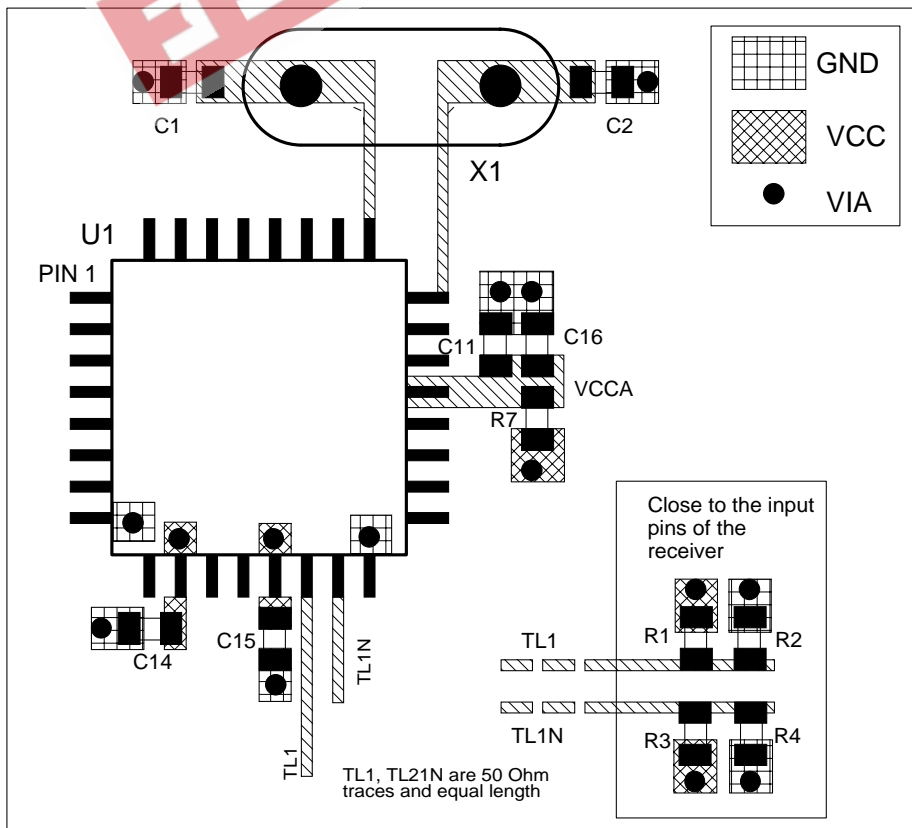 GND
C1
C2
X1
VCC
VIA
U1
PIN 1
C11
C16
VCCA
R7
Close to the input
pins of the
receiver
R1
R2
TL1
C14
C15
TL1N
TL1
TL1N
R3
R4
TL1, TL21N are 50 Ohm
traces and equal length